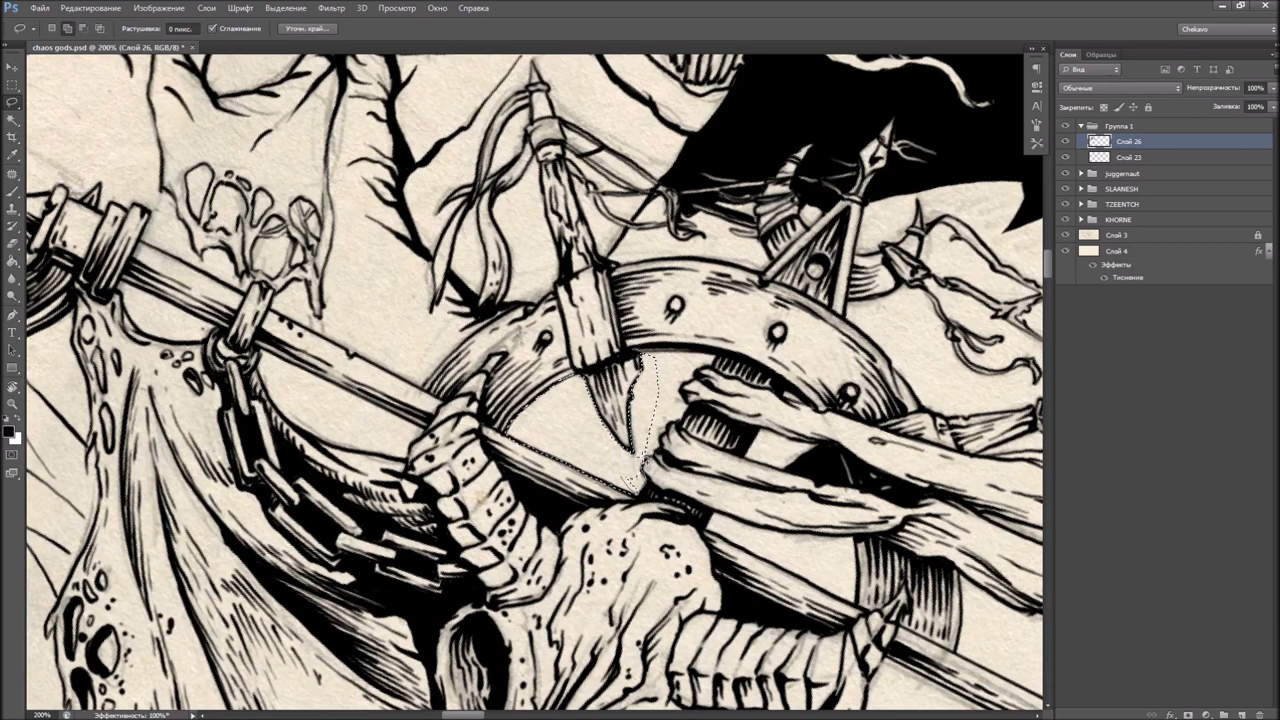 Ps Файл Редактирование Изображение Слои Шрифт Выделение Фильтр 3D Просмотр Окно Справка
Растушевка: 0 пикс. Сглаживание Уточн. край... Chekavo
chaos gods.psd @ 200% (Слой 26, RGB/8) *
Слои Образцы
Вид
Обычные Непрозрачность: 100%
Закрепить: Заливка: 100%
Группа 1
Слой 26
Слой 23
juggernaut
SLAANESH
TZEENTCH
KHORNE
Слой 3
Слой 4 fx
Эффекты
Тиснение
200% Эффективность: 100%*